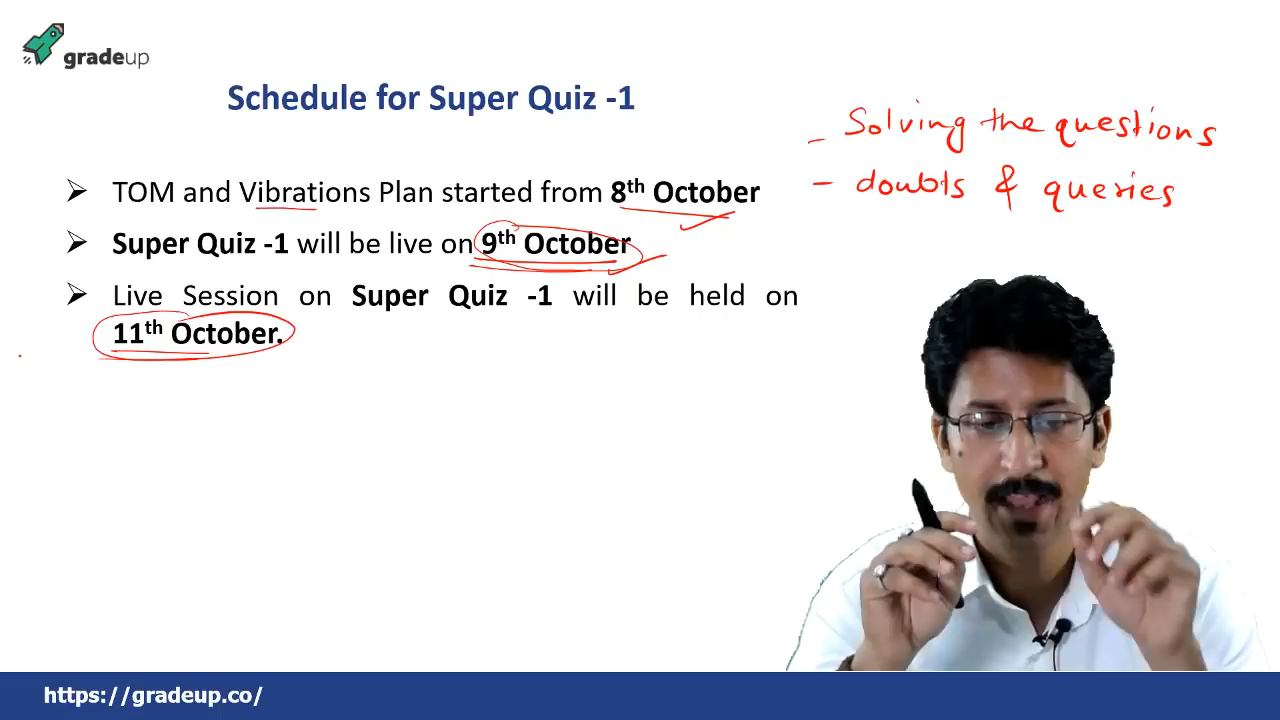 gradeup
Schedule for Super Quiz -1
➢ TOM and Vibrations Plan started from 8th October
➢ Super Quiz -1 will be live on 9th October
➢ Live Session on Super Quiz -1 will be held on
11th October.
- Solving the questions
- doubts & queries
https://gradeup.co/